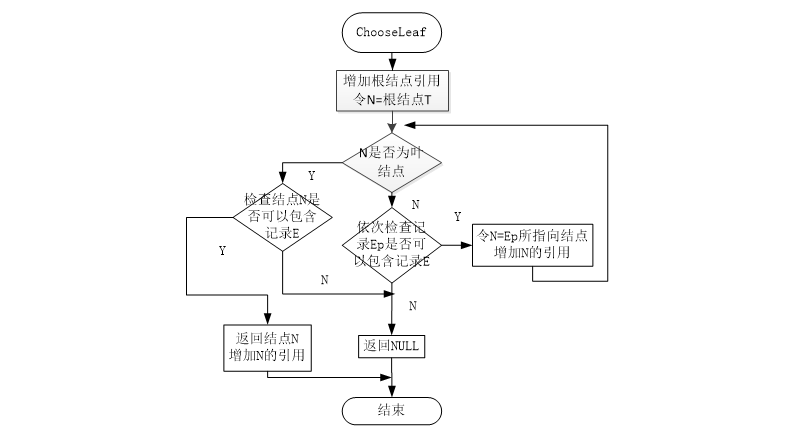 ChooseLeaf
增加根结点引用
令N=根结点T
N是否为叶
结点
Y
N
检查结点N是
否可以包含
记录E
依次检查记
录Ep是否可
以包含记录E
Y
令N=Ep所指向结点
增加N的引用
Y
N
N
返回结点N
增加N的引用
返回NULL
结束